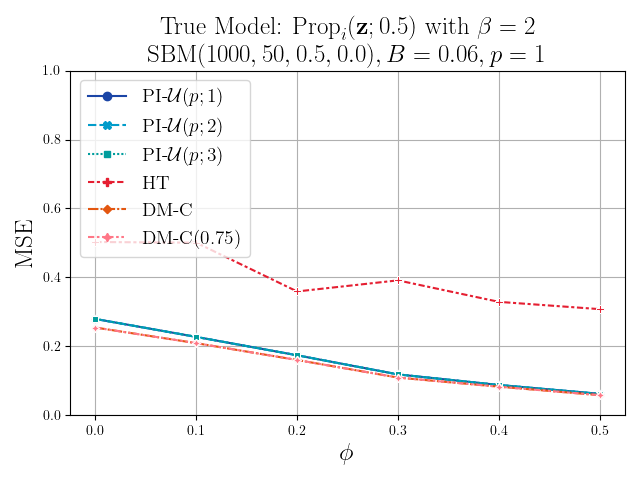 True Model: Prop_i(z; 0.5) with β = 2
SBM(1000, 50, 0.5, 0.0), B = 0.06, p = 1
1.0
0.8
0.6
0.4
0.2
0.0
MSE
PI-𝒰(p; 1)
PI-𝒰(p; 2)
PI-𝒰(p; 3)
HT
DM-C
DM-C(0.75)
0.0 0.1 0.2 0.3 0.4 0.5
ϕ